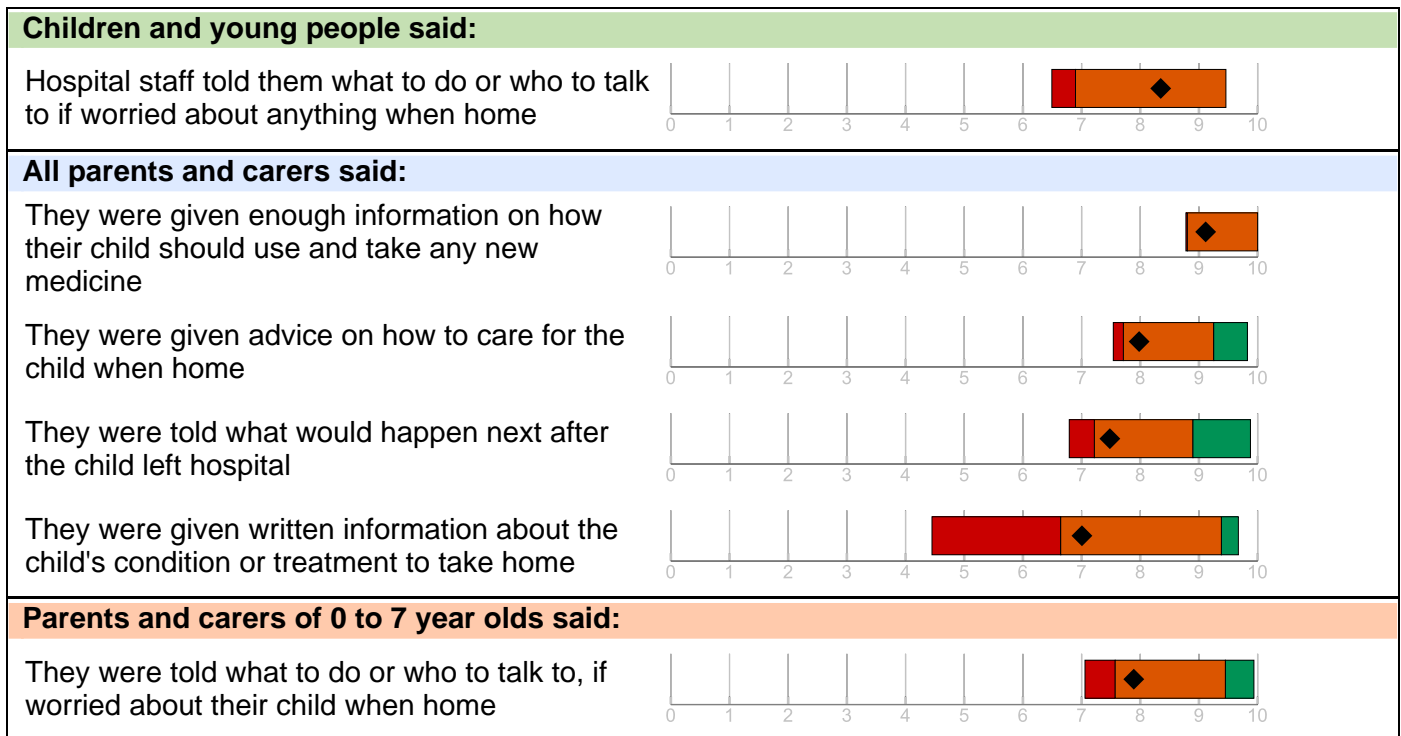 Children and young people said:
Hospital staff told them what to do or who to talk
to if worried about anything when home
0 1 2 3 4 5 6 7 8 9 10
All parents and carers said:
They were given enough information on how
their child should use and take any new
medicine
0 1 2 3 4 5 6 7 8 9 10
They were given advice on how to care for the
child when home
0 1 2 3 4 5 6 7 8 9 10
They were told what would happen next after
the child left hospital
0 1 2 3 4 5 6 7 8 9 10
They were given written information about the
child's condition or treatment to take home
0 1 2 3 4 5 6 7 8 9 10
Parents and carers of 0 to 7 year olds said:
They were told what to do or who to talk to, if
worried about their child when home
0 1 2 3 4 5 6 7 8 9 10